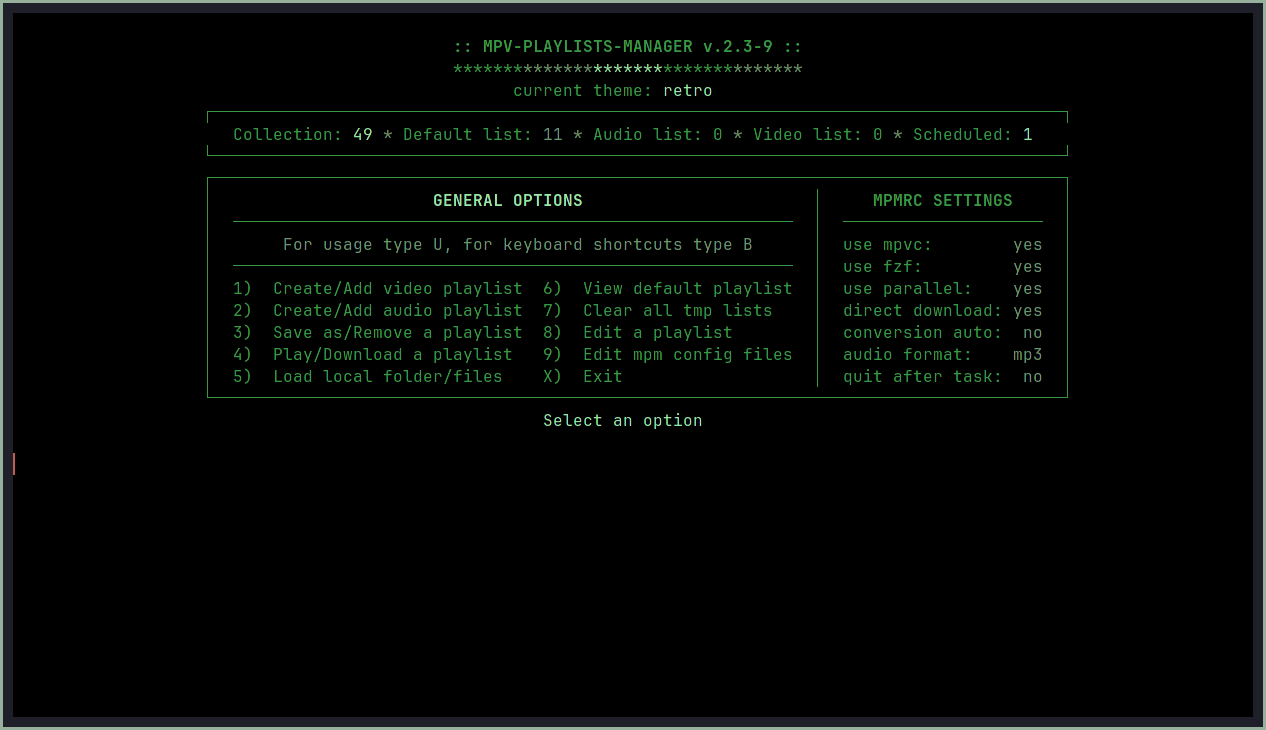 :: MPV-PLAYLISTS-MANAGER v.2.3-9 ::
***********************************
current theme: retro
Collection: 49 * Default list: 11 * Audio list: 0 * Video list: 0 * Scheduled: 1
GENERAL OPTIONS
For usage type U, for keyboard shortcuts type B
1) Create/Add video playlist 6) View default playlist
2) Create/Add audio playlist 7) Clear all tmp lists
3) Save as/Remove a playlist 8) Edit a playlist
4) Play/Download a playlist 9) Edit mpm config files
5) Load local folder/files X) Exit
MPMRC SETTINGS
use mpvc: yes
use fzf: yes
use parallel: yes
direct download: yes
conversion auto: no
audio format: mp3
quit after task: no
Select an option